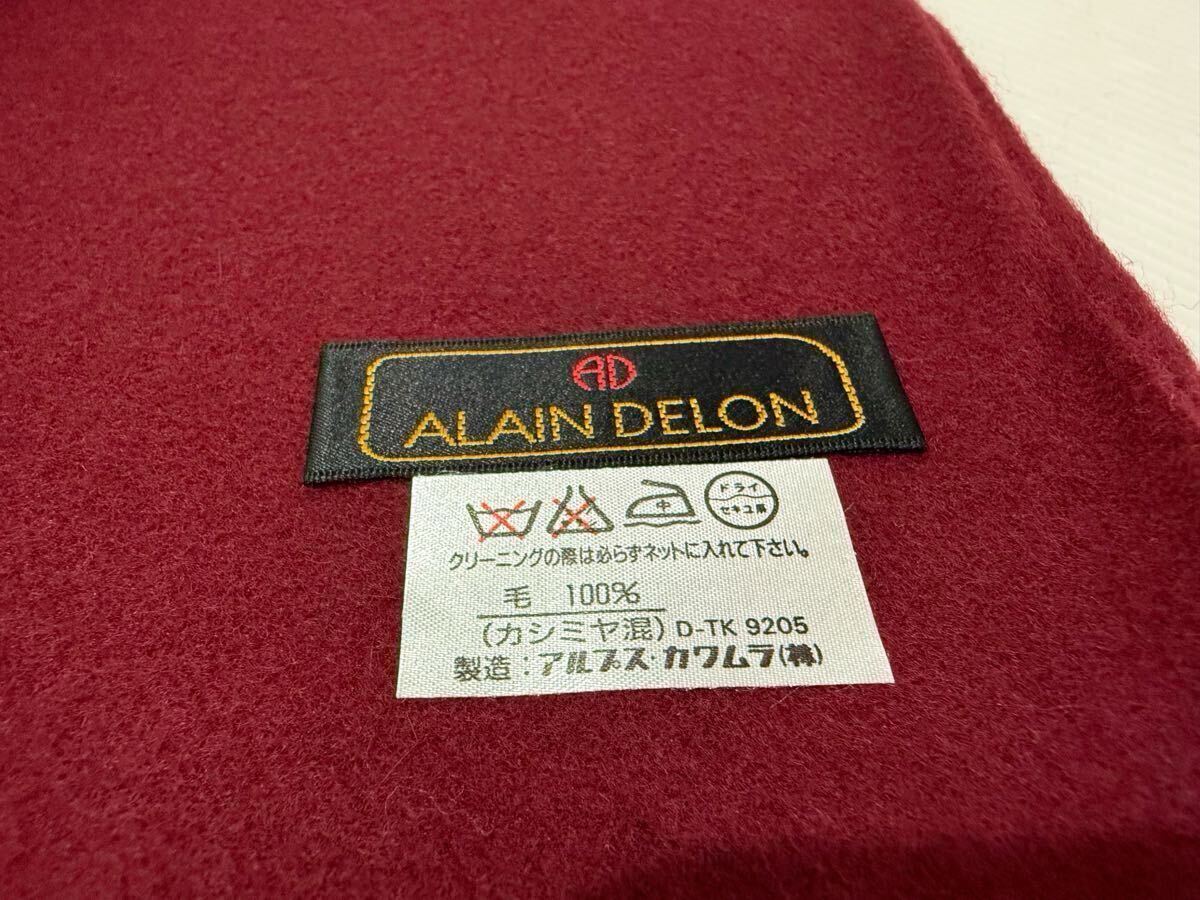 AD
ALAIN DELON
中 ドライ
セキユ系
クリーニングの際は必らずネットに入れて下さい。
毛 100%
(カシミヤ混) D-TK 9205
製造:アルプス・カワムラ(株)